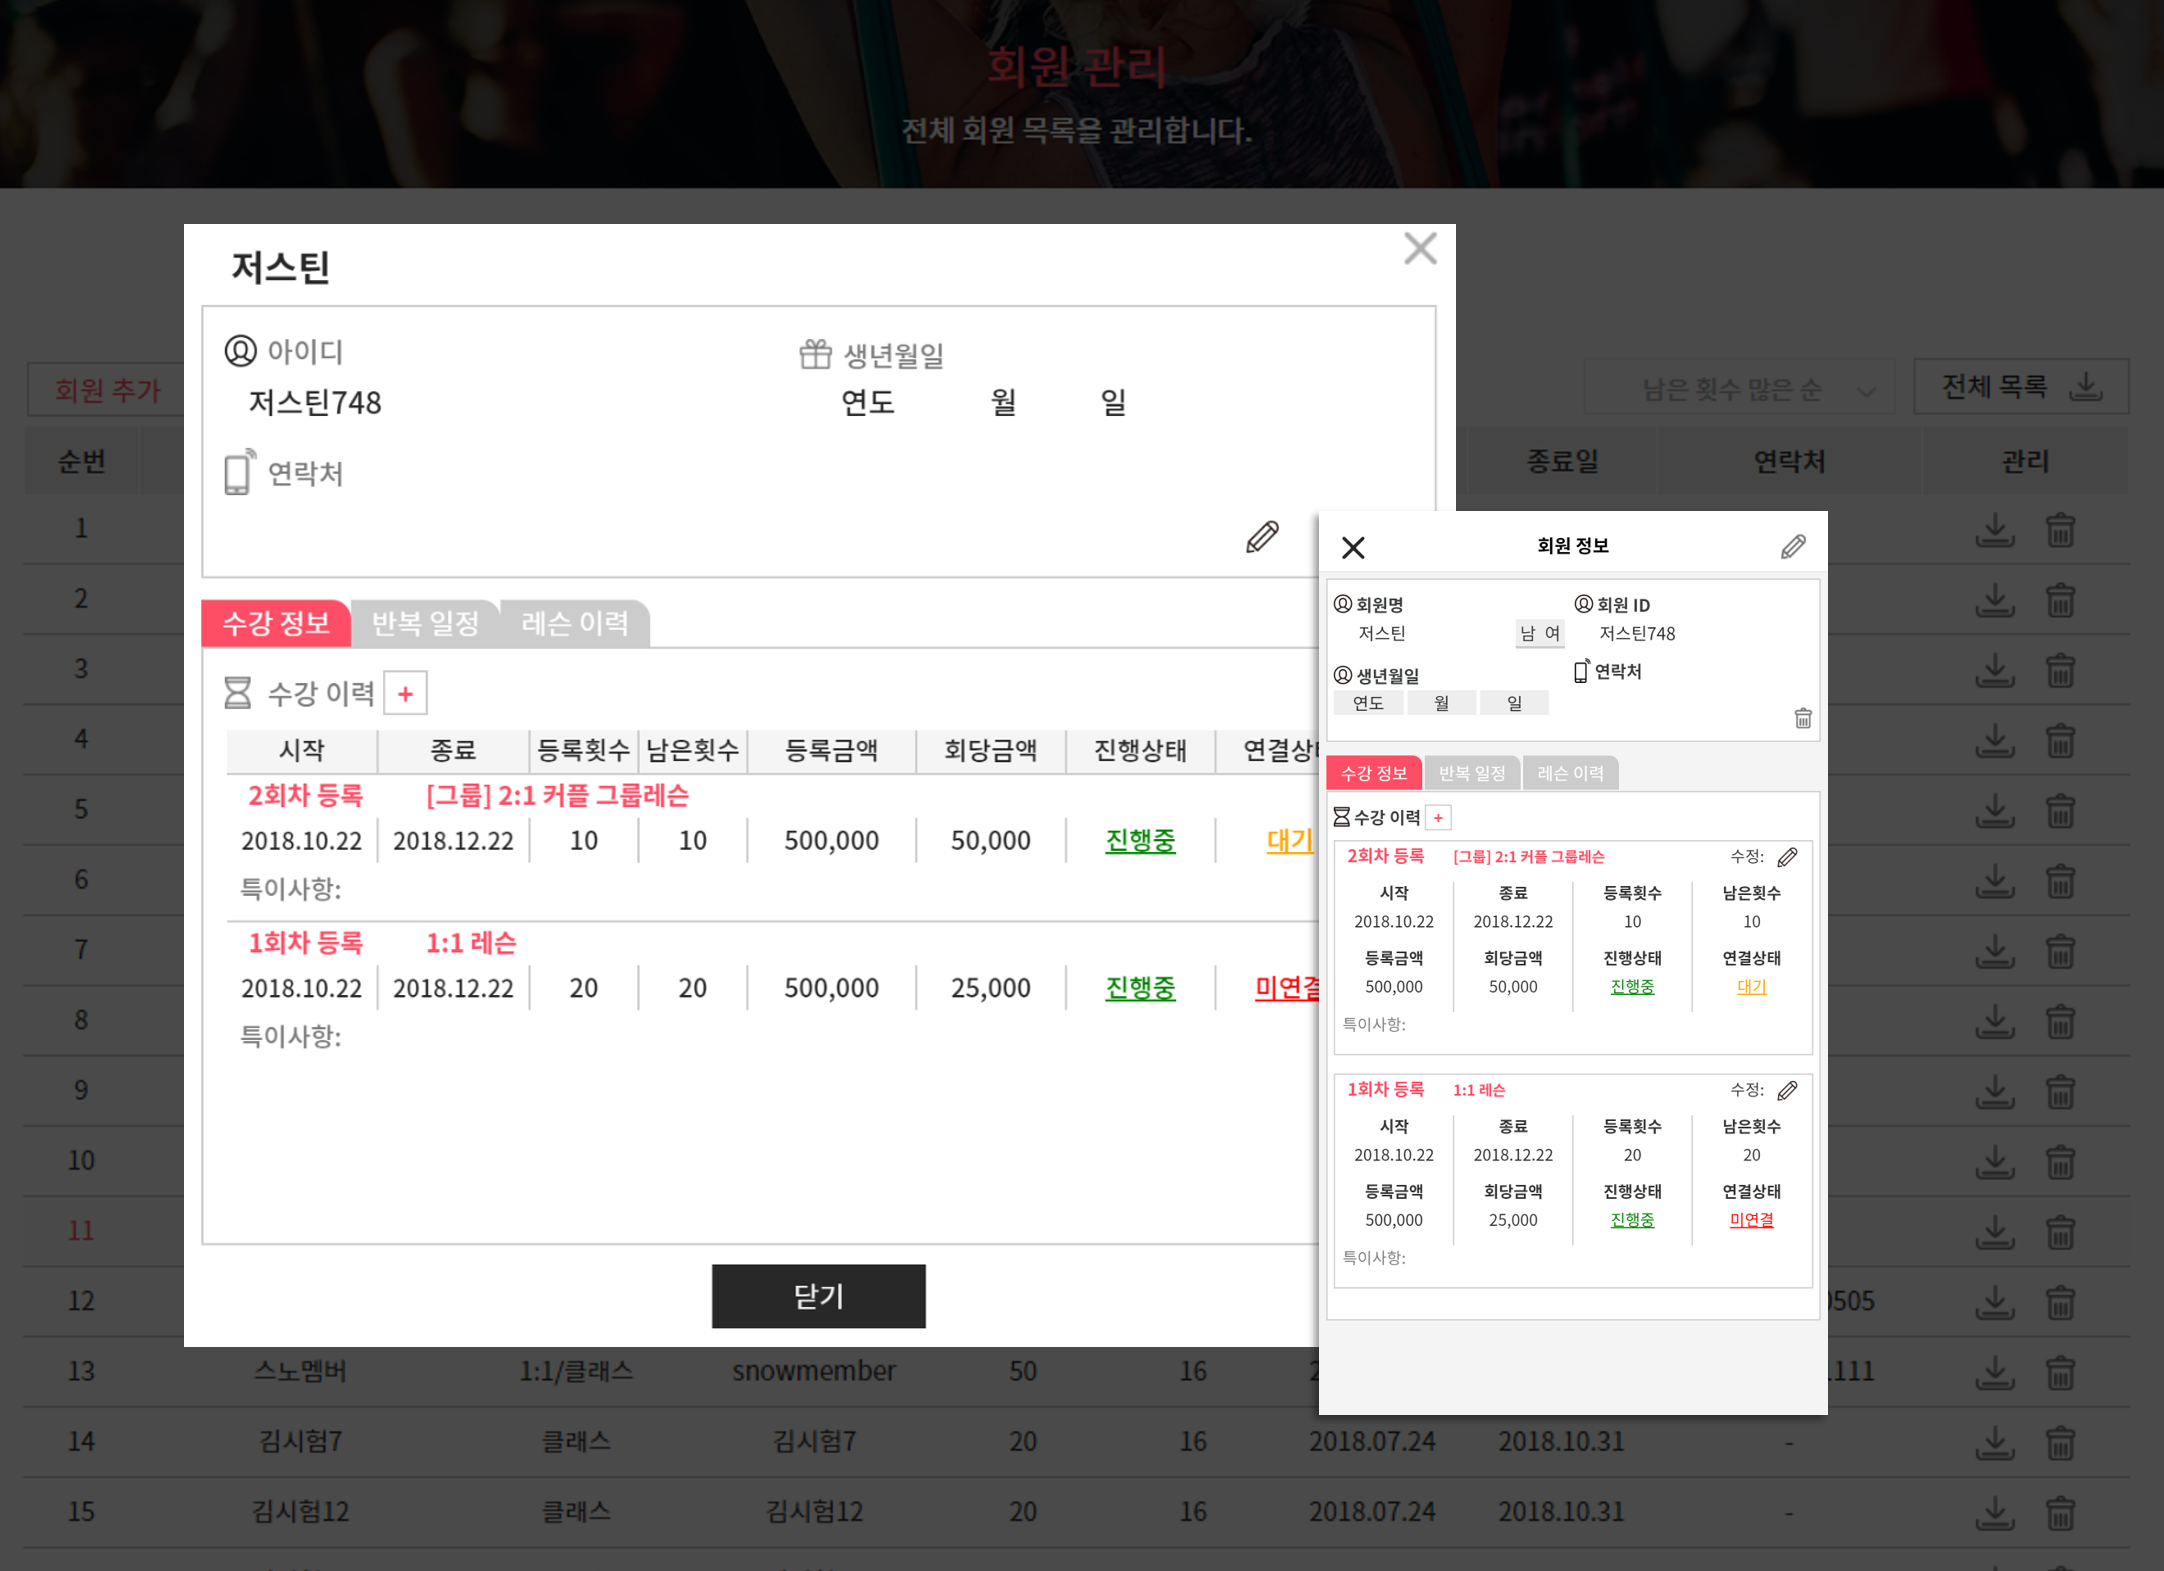 회원 관리
전체 회원 목록을 관리합니다.
회원 추가
남은 횟수 많은 순
전체 목록
순번 종료일 연락처 관리
1
2
3
4
5
6
7
8
9
10
11
12 0505
13 스노멤버 1:1/클래스 snowmember 50 16 1111
14 김시험7 클래스 김시험7 20 16 2018.07.24 2018.10.31 -
15 김시험12 클래스 김시험12 20 16 2018.07.24 2018.10.31 -
저스틴
아이디 생년월일
저스틴748 연도 월 일
연락처
수강 정보 반복 일정 레슨 이력
수강 이력 +
시작 종료 등록횟수 남은횟수 등록금액 회당금액 진행상태 연결상
2회차 등록 [그룹] 2:1 커플 그룹레슨
2018.10.22 2018.12.22 10 10 500,000 50,000 진행중 대기
특이사항:
1회차 등록 1:1 레슨
2018.10.22 2018.12.22 20 20 500,000 25,000 진행중 미연결
특이사항:
닫기
회원 정보
회원명 회원 ID
저스틴 남 여 저스틴748
생년월일 연락처
연도 월 일
수강 정보 반복 일정 레슨 이력
수강 이력 +
2회차 등록 [그룹] 2:1 커플 그룹레슨 수정:
시작 종료 등록횟수 남은횟수
2018.10.22 2018.12.22 10 10
등록금액 회당금액 진행상태 연결상태
500,000 50,000 진행중 대기
특이사항:
1회차 등록 1:1 레슨 수정:
시작 종료 등록횟수 남은횟수
2018.10.22 2018.12.22 20 20
등록금액 회당금액 진행상태 연결상태
500,000 25,000 진행중 미연결
특이사항: